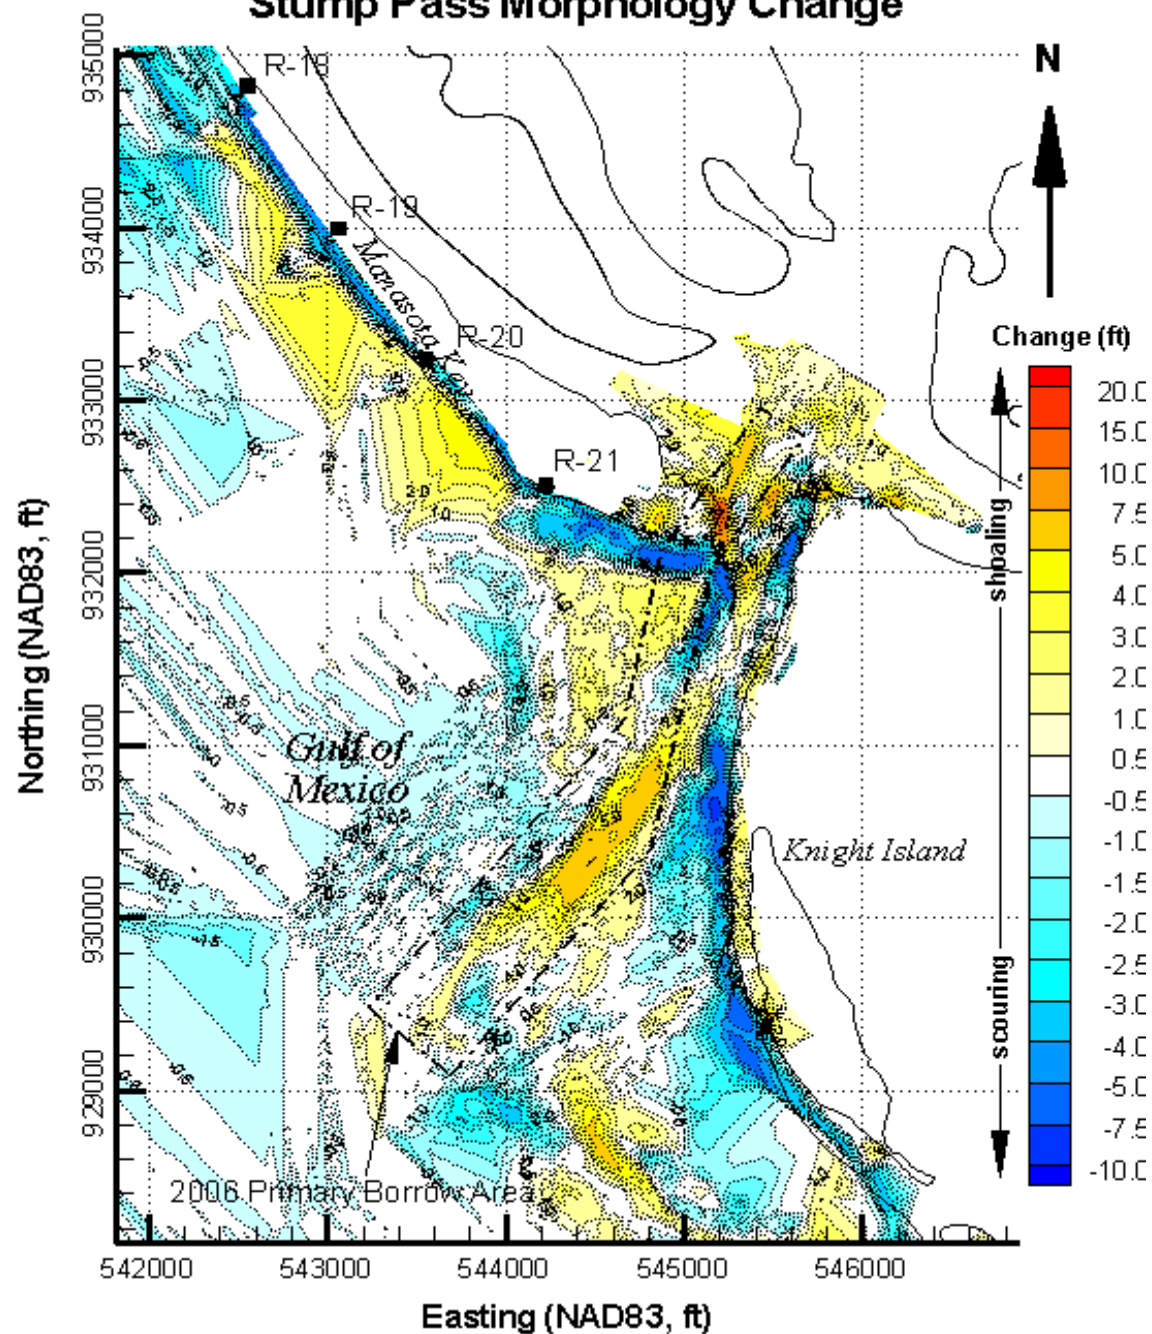 Stump Pass Morphology Change
N
R-18
R-19
Manasota Key
R-20
R-21
Change (ft)
20.0
15.0
10.0
7.5
5.0
4.0
3.0
2.0
1.0
0.5
-0.5
-1.0
-1.5
-2.0
-2.5
-3.0
-4.0
-5.0
-7.5
-10.0
shoaling
scouring
Gulf of
Mexico
Knight Island
2006 Primary Borrow Area
935000
934000
933000
932000
931000
930000
929000
Northing (NAD83, ft)
542000 543000 544000 545000 546000
Easting (NAD83, ft)